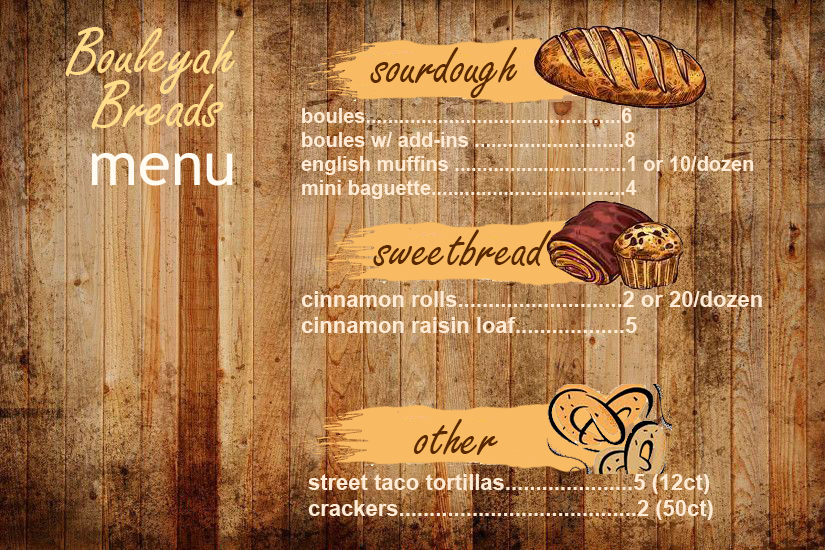 Bouleyah
Breads
menu
sourdough
boules..........................................6
boules w/ add-ins .........................8
english muffins ............................1 or 10/dozen
mini baguette................................4
sweetbread
cinnamon rolls...........................2 or 20/dozen
cinnamon raisin loaf..................5
other
street taco tortillas.....................5 (12ct)
crackers.......................................2 (50ct)